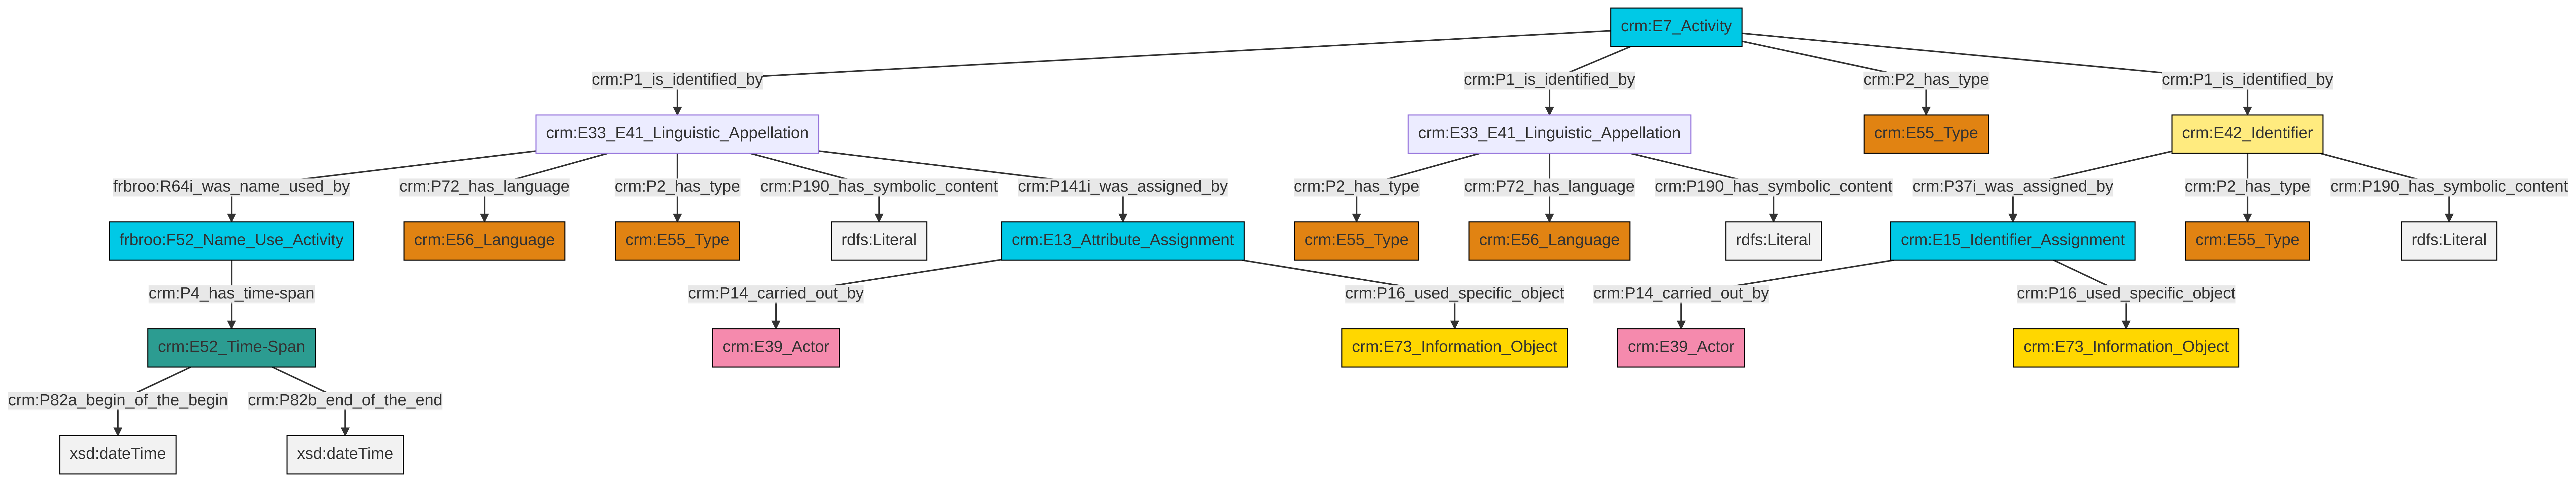 crm:E7_Activity
crm:P1_is_identified_by
crm:P1_is_identified_by
crm:P2_has_type
crm:P1_is_identified_by
crm:E33_E41_Linguistic_Appellation
crm:E33_E41_Linguistic_Appellation
crm:E55_Type
crm:E42_Identifier
frbroo:R64i_was_name_used_by
crm:P72_has_language
crm:P2_has_type
crm:P190_has_symbolic_content
crm:P141i_was_assigned_by
crm:P2_has_type
crm:P72_has_language
crm:P190_has_symbolic_content
crm:P37i_was_assigned_by
crm:P2_has_type
crm:P190_has_symbolic_content
frbroo:F52_Name_Use_Activity
crm:E56_Language
crm:E55_Type
rdfs:Literal
crm:E13_Attribute_Assignment
crm:E55_Type
crm:E56_Language
rdfs:Literal
crm:E15_Identifier_Assignment
crm:E55_Type
rdfs:Literal
crm:P4_has_time-span
crm:P14_carried_out_by
crm:P16_used_specific_object
crm:P14_carried_out_by
crm:P16_used_specific_object
crm:E52_Time-Span
crm:E39_Actor
crm:E73_Information_Object
crm:E39_Actor
crm:E73_Information_Object
crm:P82a_begin_of_the_begin
crm:P82b_end_of_the_end
xsd:dateTime
xsd:dateTime